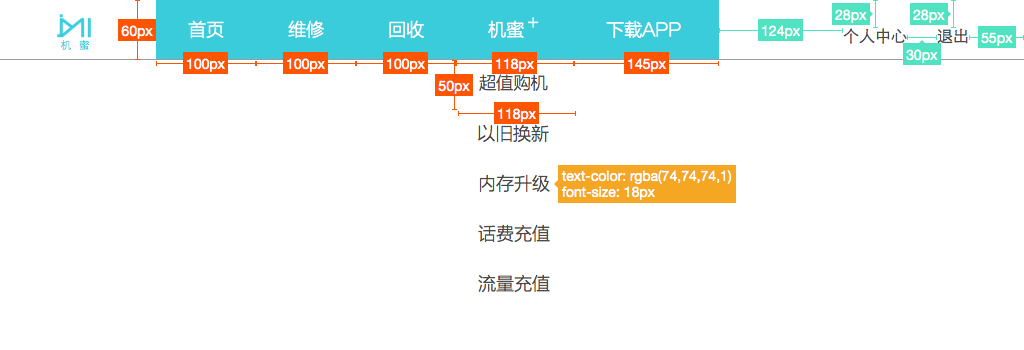 JMI
机 蜜
60px
首页
维修
回收
机蜜+
下载APP
124px
28px
28px
个人中心
退出
55px
30px
100px
100px
100px
118px
145px
50px
超值购机
118px
以旧换新
内存升级
text-color: rgba(74,74,74,1)
font-size: 18px
话费充值
流量充值